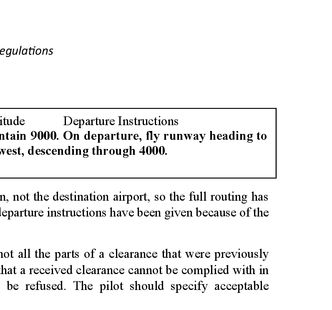 egulations
itude Departure Instructions
ntain 9000. On departure, fly runway heading to
west, descending through 4000.
n, not the destination airport, so the full routing has
departure instructions have been given because of the
not all the parts of a clearance that were previously
that a received clearance cannot be complied with in
be refused. The pilot should specify acceptable